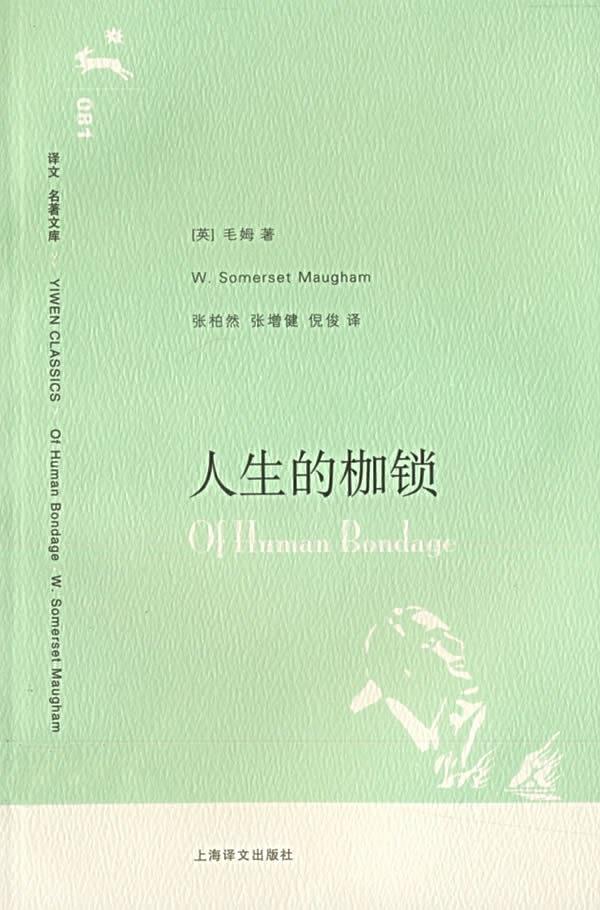 081
译文 名著文库 · YIWEN CLASSICS · Of Human Bondage · W. Somerset Maugham
[英] 毛姆 著
W. Somerset Maugham
张柏然 张增健 倪俊 译
人生的枷锁
Of Human Bondage
上海译文出版社